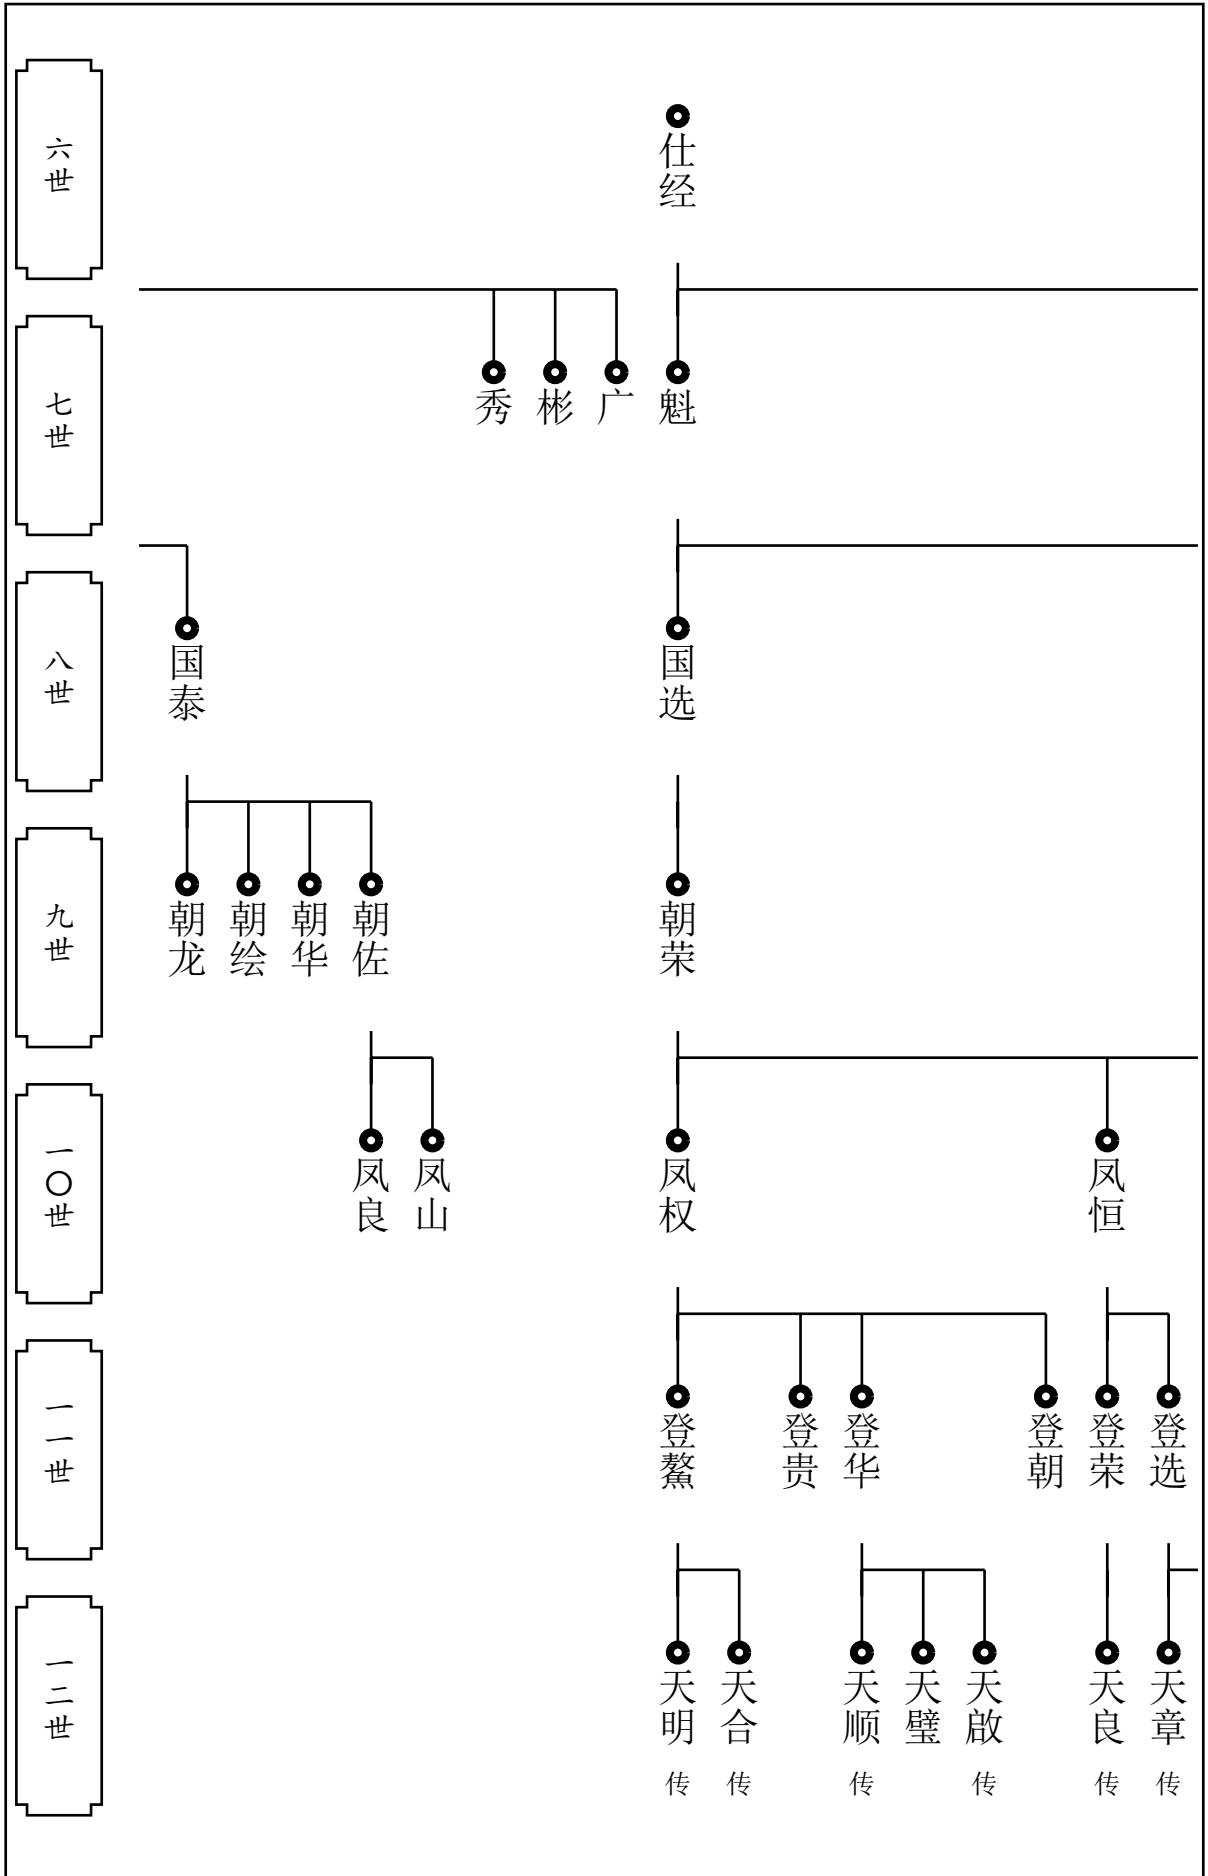 六世
仕经
七世
秀
彬
广
魁
八世
国泰
国选
九世
朝龙
朝绘
朝华
朝佐
朝荣
一〇世
凤良
凤山
凤权
凤恒
一一世
登鳌
登贵
登华
登朝
登荣
登选
一二世
天明
传
天合
传
天顺
传
天璧
天啟
传
天良
传
天章
传